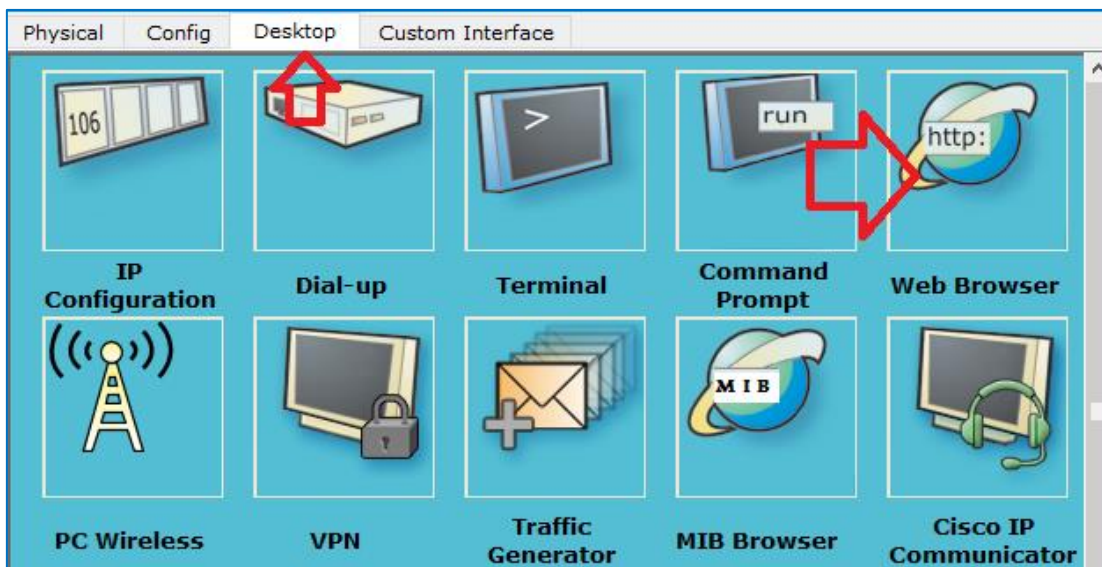 Physical Config Desktop Custom Interface
106
>
run
http:
IP
Configuration
Dial-up
Terminal
Command
Prompt
Web Browser
MIB
PC Wireless
VPN
Traffic
Generator
MIB Browser
Cisco IP
Communicator